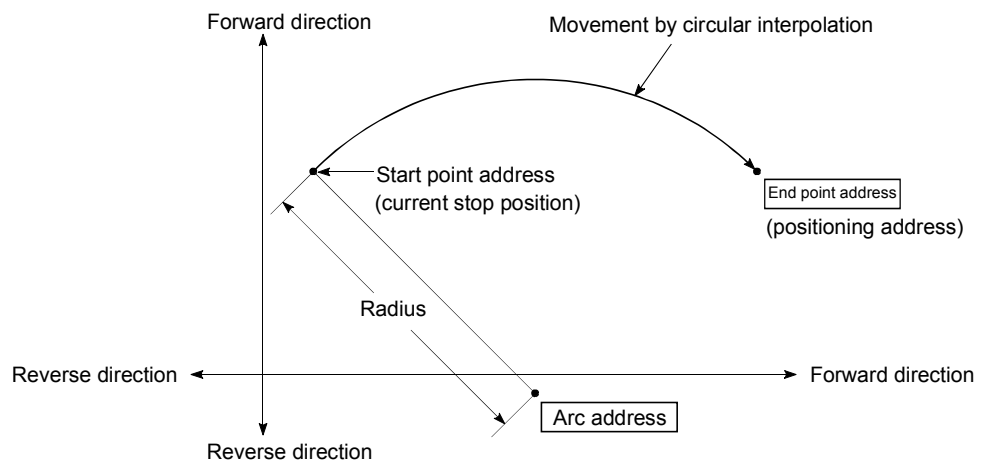 Forward direction
Movement by circular interpolation
Start point address
(current stop position)
End point address
(positioning address)
Radius
Reverse direction
Forward direction
Arc address
Reverse direction